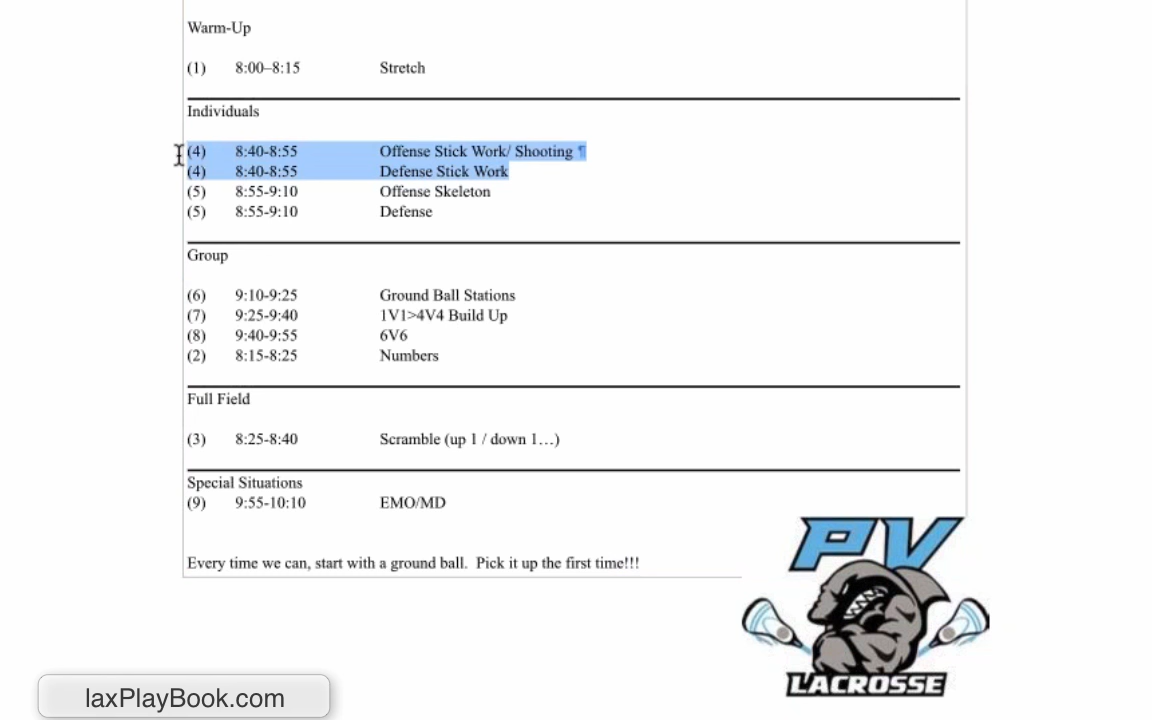 Warm-Up
(1) 8:00–8:15 Stretch
Individuals
(4) 8:40-8:55 Offense Stick Work/ Shooting ¶
(4) 8:40-8:55 Defense Stick Work
(5) 8:55-9:10 Offense Skeleton
(5) 8:55-9:10 Defense
Group
(6) 9:10-9:25 Ground Ball Stations
(7) 9:25-9:40 1V1>4V4 Build Up
(8) 9:40-9:55 6V6
(2) 8:15-8:25 Numbers
Full Field
(3) 8:25-8:40 Scramble (up 1 / down 1…)
Special Situations
(9) 9:55-10:10 EMO/MD
Every time we can, start with a ground ball.  Pick it up the first time!!!
PV
LACROSSE
laxPlayBook.com